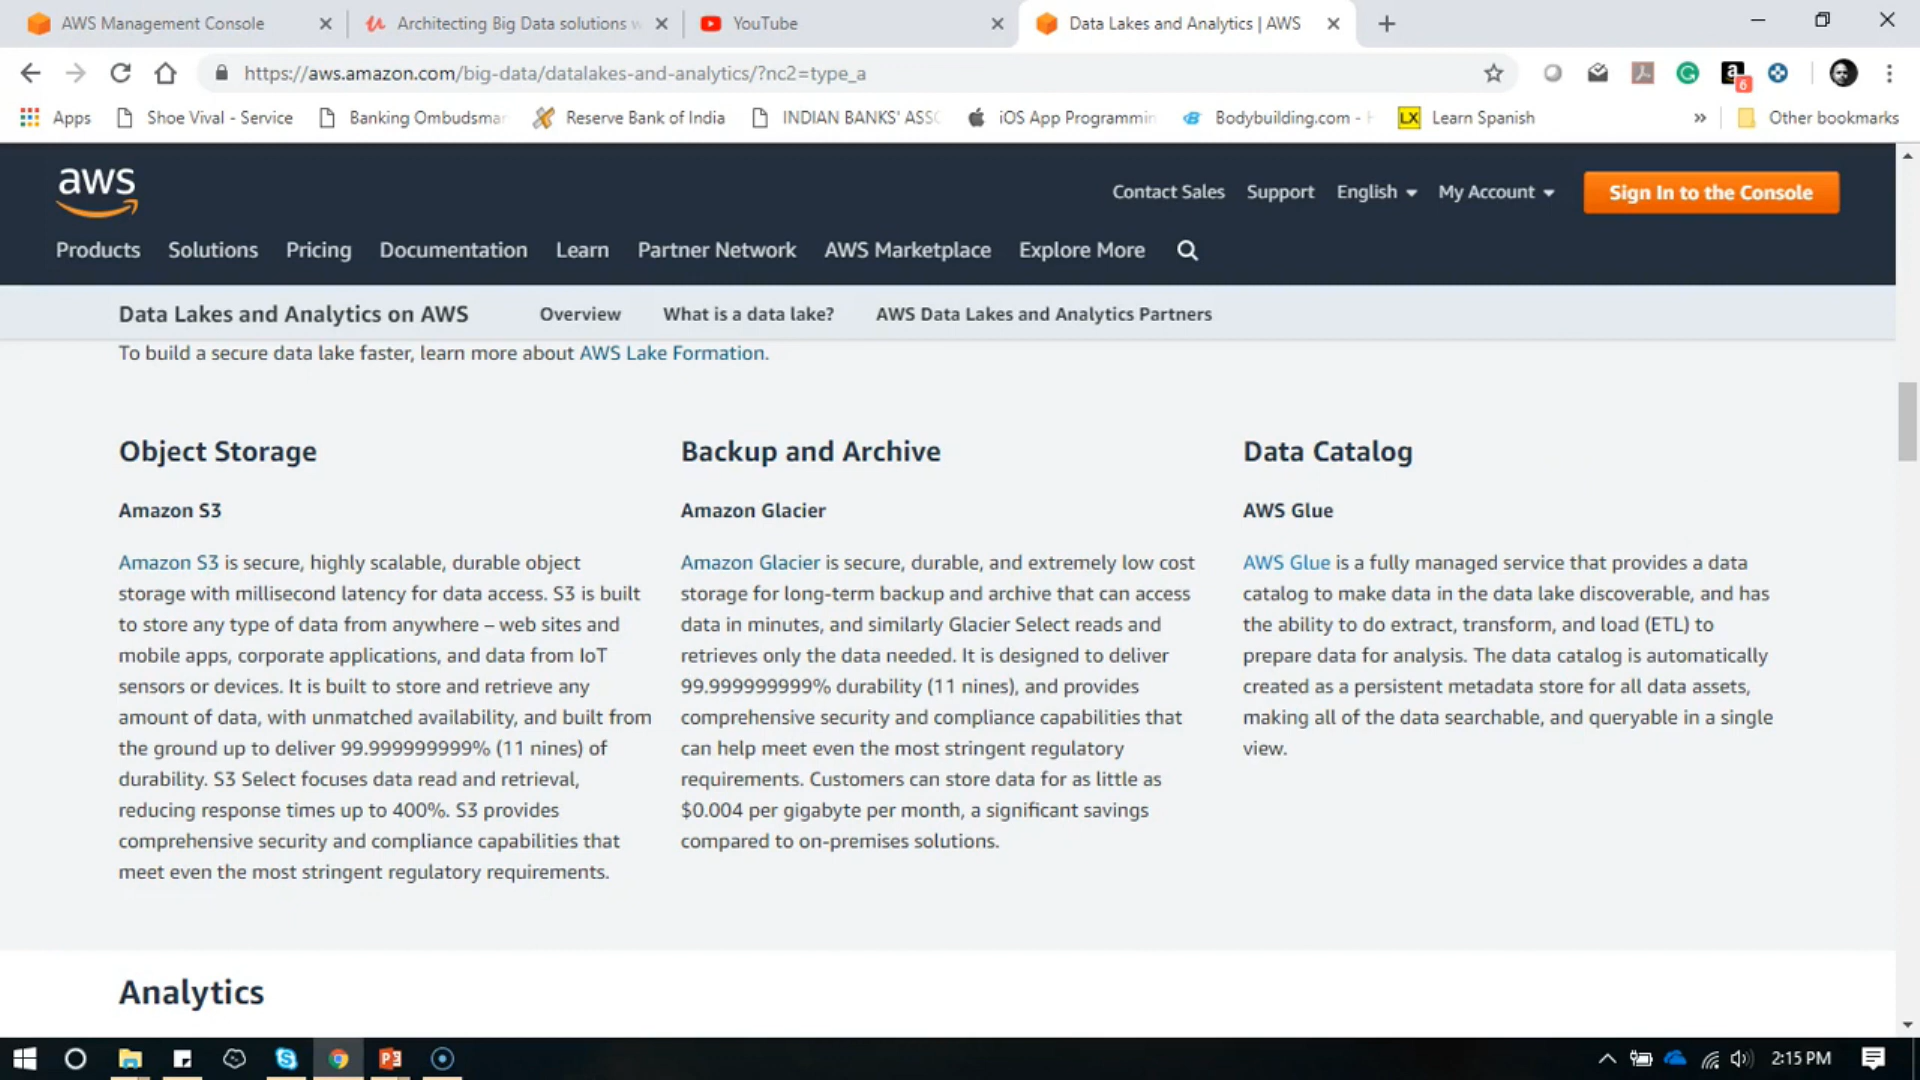 AWS Management Console
Architecting Big Data solutions w
YouTube
Data Lakes and Analytics | AWS
https://aws.amazon.com/big-data/datalakes-and-analytics/?nc2=type_a
6
Apps
Shoe Vival - Service
Banking Ombudsma
Reserve Bank of India
INDIAN BANKS' ASSC
iOS App Programmin
Bodybuilding.com - H
LX Learn Spanish
»
Other bookmarks
aws
Contact Sales
Support
English
My Account
Sign In to the Console
Products
Solutions
Pricing
Documentation
Learn
Partner Network
AWS Marketplace
Explore More
Data Lakes and Analytics on AWS
Overview
What is a data lake?
AWS Data Lakes and Analytics Partners
To build a secure data lake faster, learn more about AWS Lake Formation.
Object Storage
Amazon S3
Amazon S3 is secure, highly scalable, durable object
storage with millisecond latency for data access. S3 is built
to store any type of data from anywhere – web sites and
mobile apps, corporate applications, and data from IoT
sensors or devices. It is built to store and retrieve any
amount of data, with unmatched availability, and built from
the ground up to deliver 99.999999999% (11 nines) of
durability. S3 Select focuses data read and retrieval,
reducing response times up to 400%. S3 provides
comprehensive security and compliance capabilities that
meet even the most stringent regulatory requirements.
Backup and Archive
Amazon Glacier
Amazon Glacier is secure, durable, and extremely low cost
storage for long-term backup and archive that can access
data in minutes, and similarly Glacier Select reads and
retrieves only the data needed. It is designed to deliver
99.999999999% durability (11 nines), and provides
comprehensive security and compliance capabilities that
can help meet even the most stringent regulatory
requirements. Customers can store data for as little as
$0.004 per gigabyte per month, a significant savings
compared to on-premises solutions.
Data Catalog
AWS Glue
AWS Glue is a fully managed service that provides a data
catalog to make data in the data lake discoverable, and has
the ability to do extract, transform, and load (ETL) to
prepare data for analysis. The data catalog is automatically
created as a persistent metadata store for all data assets,
making all of the data searchable, and queryable in a single
view.
Analytics
2:15 PM